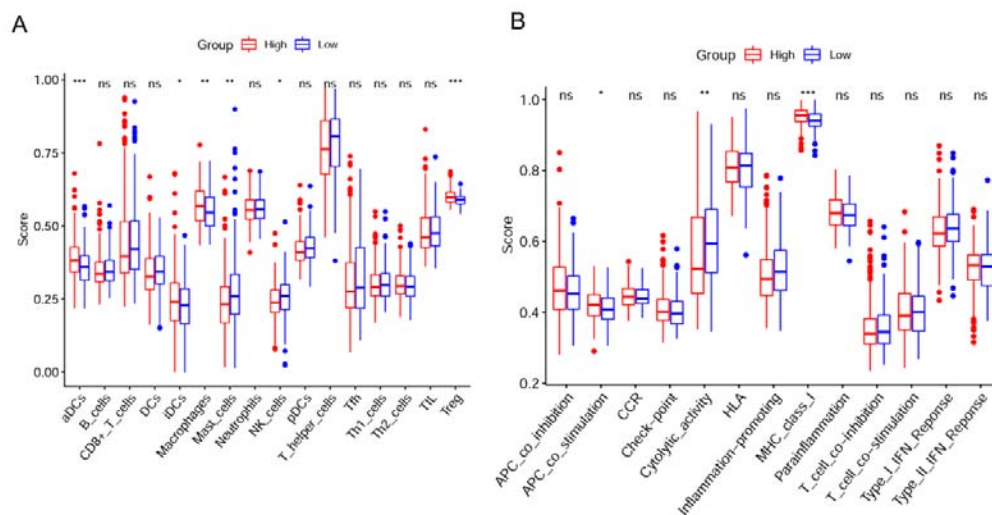 A
Group High Low
*** ns ns ns * ** ** ns * ns ns ns ns ns ns ***
1.00
0.75
0.50
0.25
0.00
Score
aDCs
B_cells
CD8+_T_cells
DCs
iDCs
Macrophages
Mast_cells
Neutrophils
NK_cells
pDCs
T_helper_cells
Tfh
Th1_cells
Th2_cells
TIL
Treg
B
Group High Low
ns * ns ns ** ns ns *** ns ns ns ns ns
1.0
0.8
0.6
0.4
0.2
Score
APC_co_inhibition
APC_co_stimulation
CCR
Check-point
Cytolytic_activity
HLA
Inflammation-promoting
MHC_class_I
Parainflammation
T_cell_co-inhibition
T_cell_co-stimulation
Type_I_IFN_Reponse
Type_II_IFN_Reponse